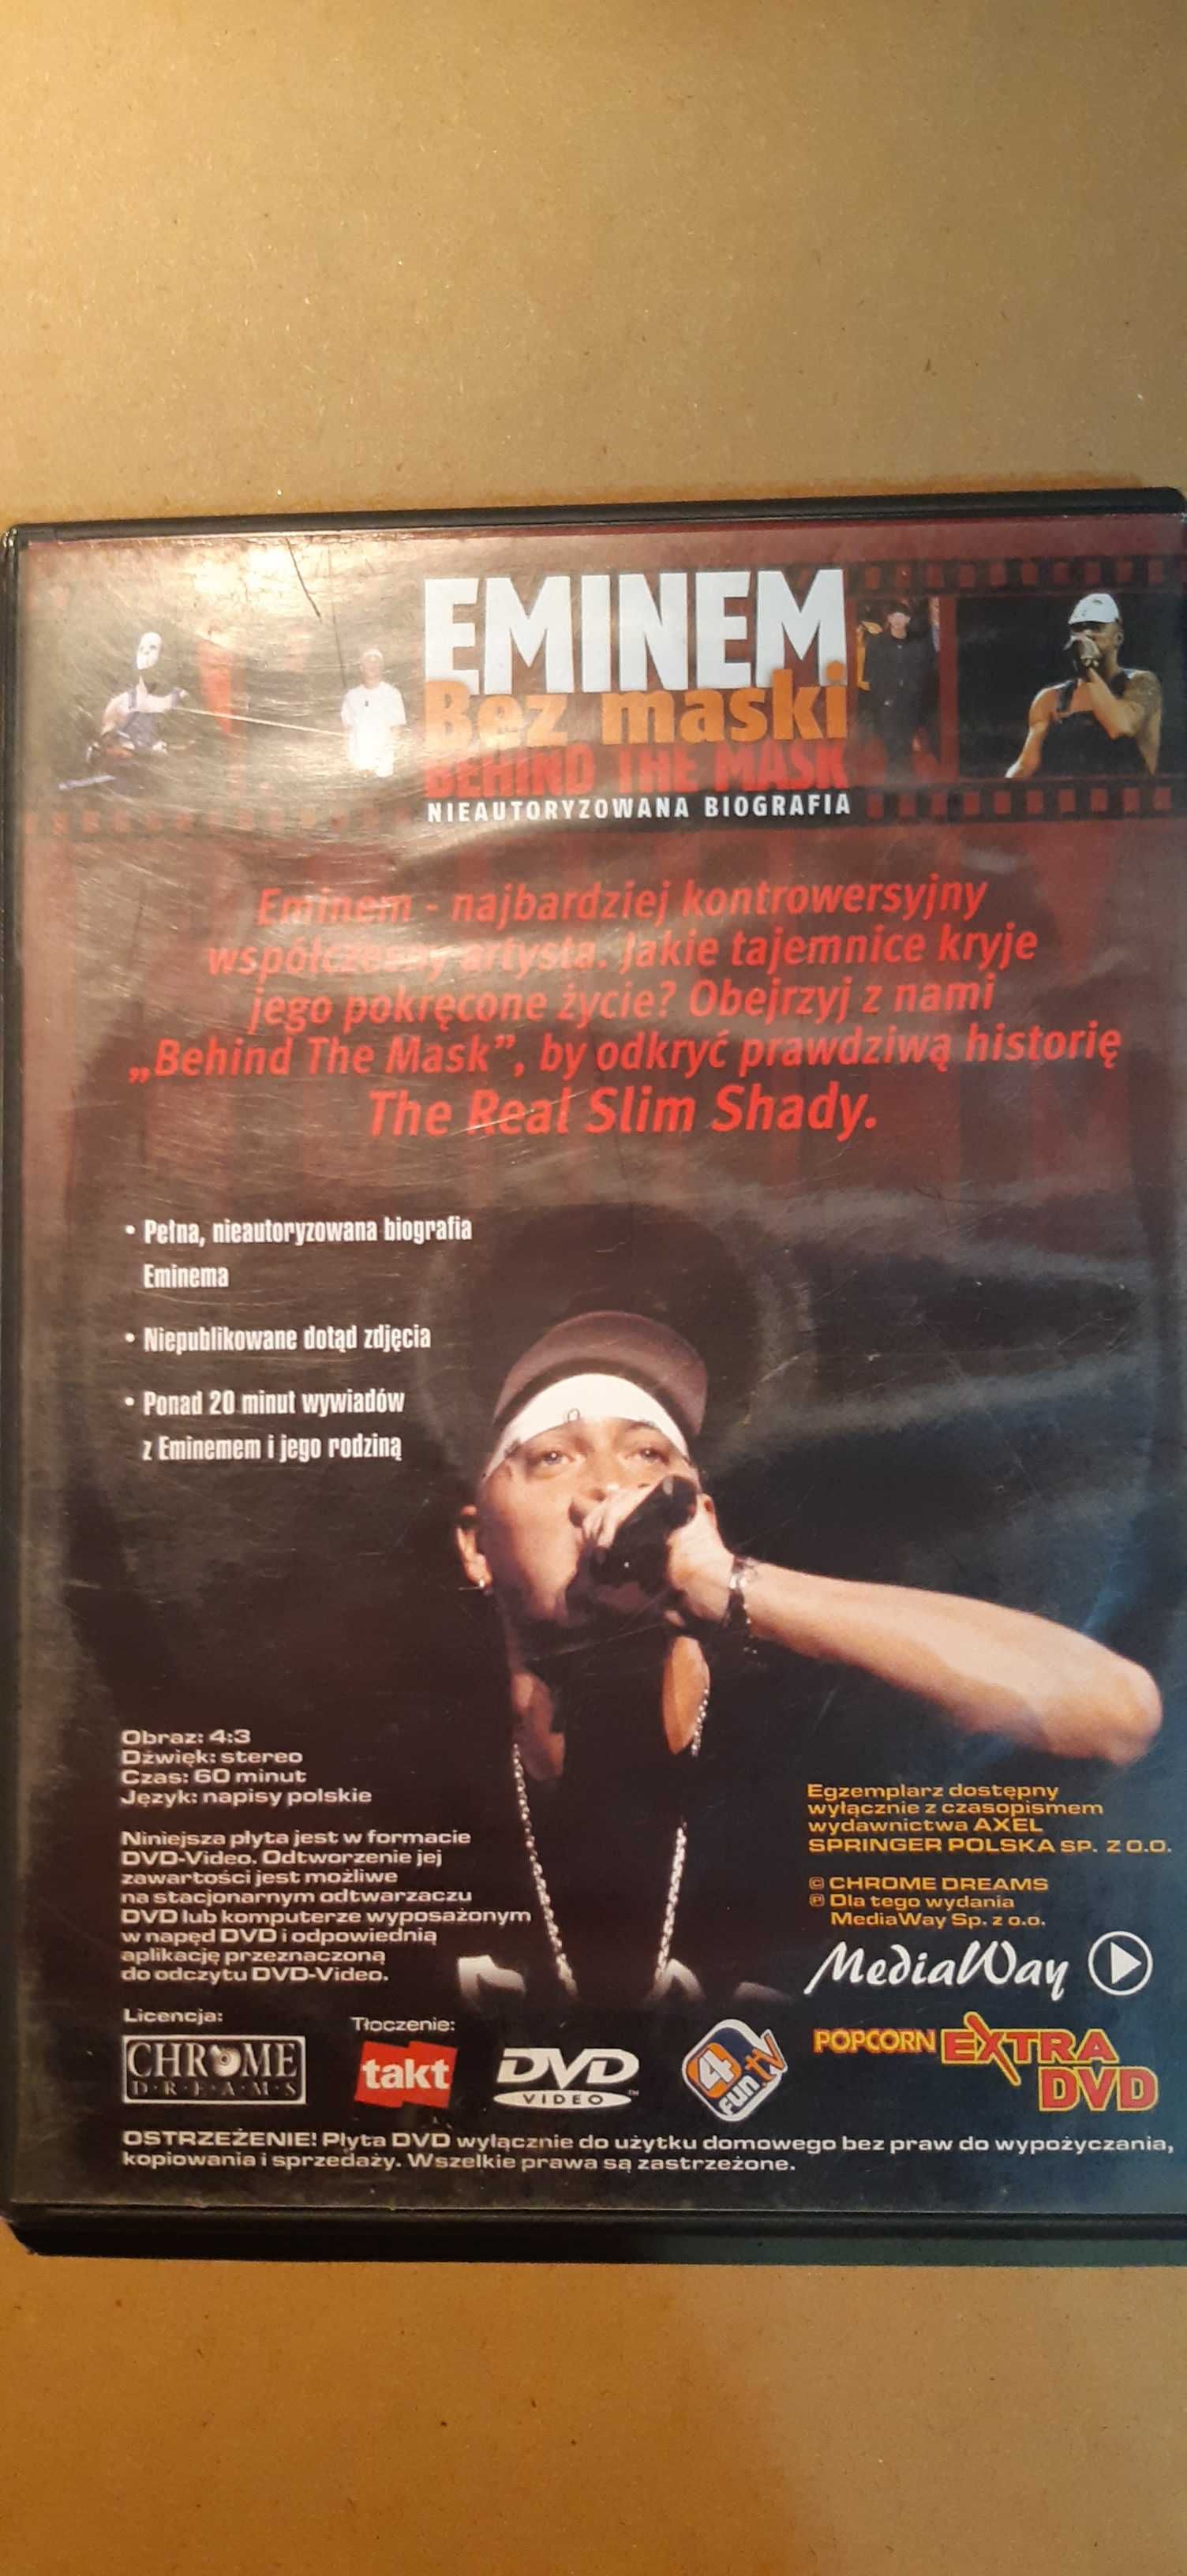 EMINEM
Bez maski
BEHIND THE MASK
NIEAUTORYZOWANA BIOGRAFIA
Eminem - najbardziej kontrowersyjny
współczesny artysta. Jakie tajemnice kryje
jego pokręcone życie? Obejrzyj z nami
„Behind The Mask”, by odkryć prawdziwą historię
The Real Slim Shady.
• Pełna, nieautoryzowana biografia
Eminema
• Niepublikowane dotąd zdjęcia
• Ponad 20 minut wywiadów
z Eminemem i jego rodziną
Obraz: 4:3
Dźwięk: stereo
Czas: 60 minut
Język: napisy polskie
Niniejsza płyta jest w formacie
DVD-Video. Odtworzenie jej
zawartości jest możliwe
na stacjonarnym odtwarzaczu
DVD lub komputerze wyposażonym
w napęd DVD i odpowiednią
aplikację przeznaczoną
do odczytu DVD-Video.
Egzemplarz dostępny
wyłącznie z czasopismem
wydawnictwa AXEL
SPRINGER POLSKA SP. Z O.O.
© CHROME DREAMS
℗ Dla tego wydania
MediaWay Sp. z o.o.
MediaWay
Licencja:
CHROME
D·R·E·A·M·S
Tłoczenie:
takt
DVD
VIDEO
TM
4
fun.tv
POPCORN EXTRA
DVD
OSTRZEŻENIE! Płyta DVD wyłącznie do użytku domowego bez praw do wypożyczania,
kopiowania i sprzedaży. Wszelkie prawa są zastrzeżone.